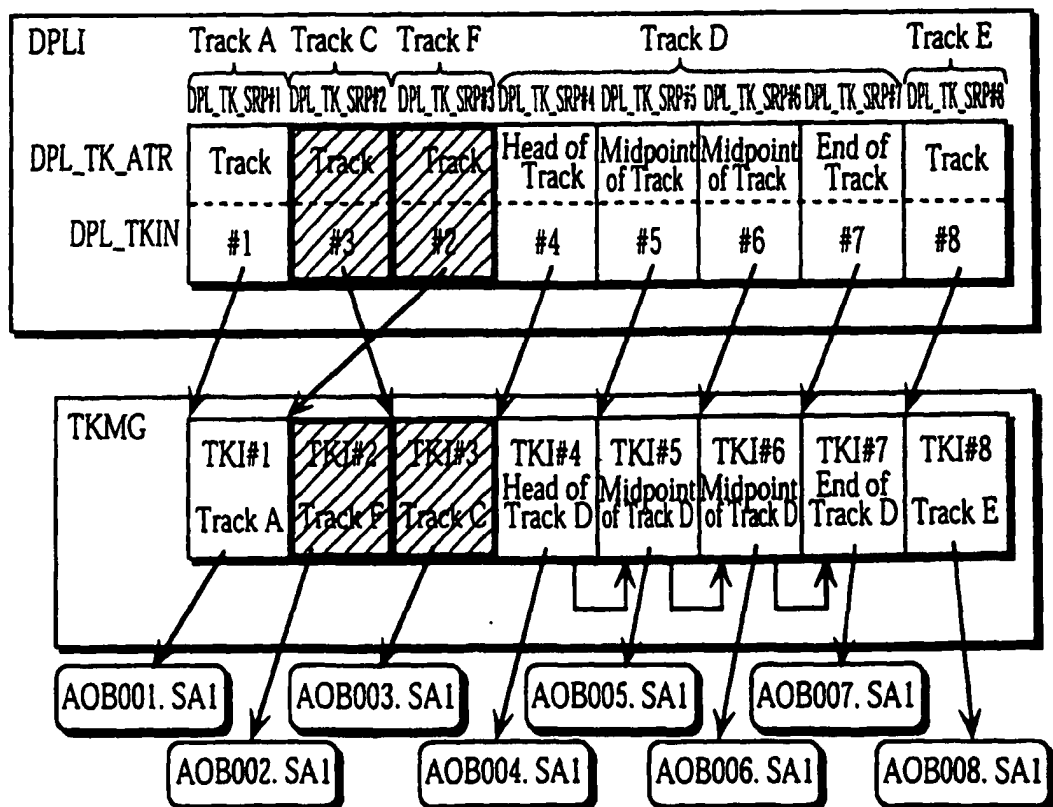 DPLI Track A Track C Track F Track D Track E
DPL_TK_SRP#1 DPL_TK_SRP#2 DPL_TK_SRP#3 DPL_TK_SRP#4 DPL_TK_SRP#5 DPL_TK_SRP#6 DPL_TK_SRP#7 DPL_TK_SRP#8
DPL_TK_ATR Track Track Track Head of Track Midpoint of Track Midpoint of Track End of Track Track
DPL_TKIN #1 #3 #2 #4 #5 #6 #7 #8
TKMG
TKI#1 TKI#2 TKI#3 TKI#4 TKI#5 TKI#6 TKI#7 TKI#8
Track A Track F Track C Head of Track D Midpoint of Track D Midpoint of Track D End of Track D Track E
AOB001. SA1 AOB003. SA1 AOB005. SA1 AOB007. SA1
AOB002. SA1 AOB004. SA1 AOB006. SA1 AOB008. SA1